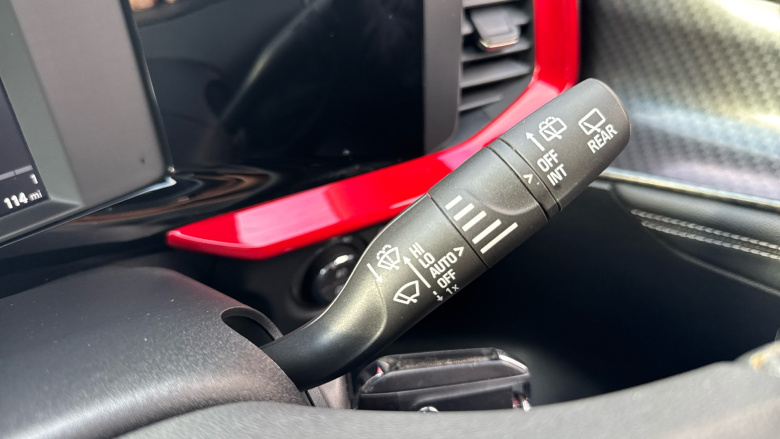 1
114 mi
HI
LO
AUTO >
OFF
1x
OFF
INT
REAR